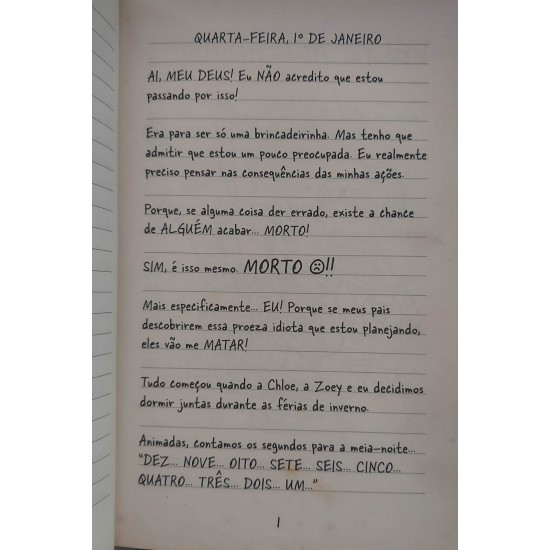 QUARTA-FEIRA, 1º DE JANEIRO
AI, MEU DEUS! Eu NÃO acredito que estou
passando por isso!
Era para ser só uma brincadeirinha. Mas tenho que
admitir que estou um pouco preocupada. Eu realmente
preciso pensar nas consequências das minhas ações.
Porque, se alguma coisa der errado, existe a chance
de ALGUÉM acabar... MORTO!
SIM, é isso mesmo. MORTO ☹!!
Mais especificamente... EU! Porque se meus pais
descobrirem essa proeza idiota que estou planejando,
eles vão me MATAR!
Tudo começou quando a Chloe, a Zoey e eu decidimos
dormir juntas durante as férias de inverno.
Animadas, contamos os segundos para a meia-noite...
"DEZ... NOVE... OITO... SETE... SEIS... CINCO...
QUATRO... TRÊS... DOIS... UM..."
1